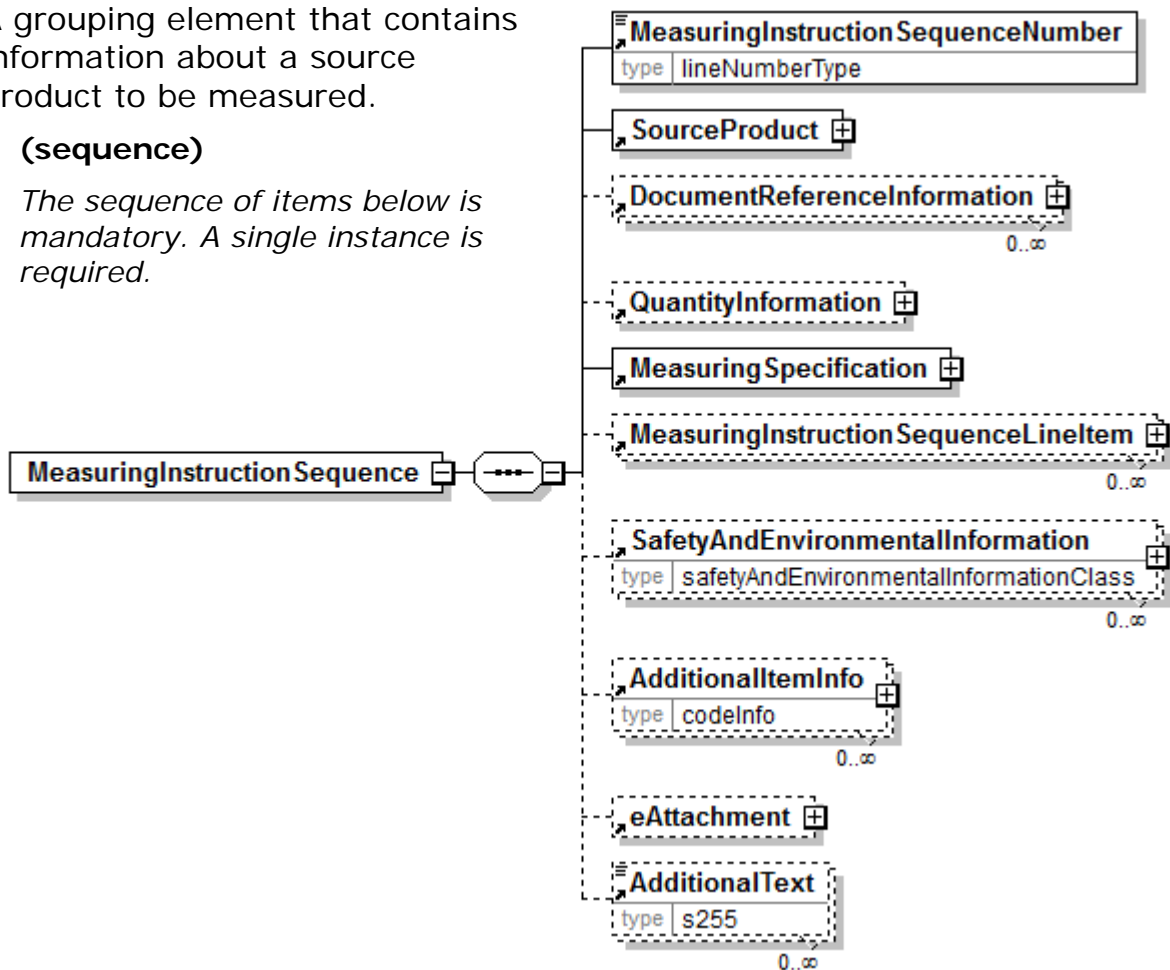 A grouping element that contains
information about a source
product to be measured.
(sequence)
The sequence of items below is
mandatory. A single instance is
required.
MeasuringInstructionSequence
MeasuringInstructionSequenceNumber
type lineNumberType
SourceProduct
DocumentReferenceInformation
0..∞
QuantityInformation
MeasuringSpecification
MeasuringInstructionSequenceLineItem
0..∞
SafetyAndEnvironmentalInformation
type safetyAndEnvironmentalInformationClass
0..∞
AdditionalItemInfo
type codeInfo
0..∞
eAttachment
AdditionalText
type s255
0..∞